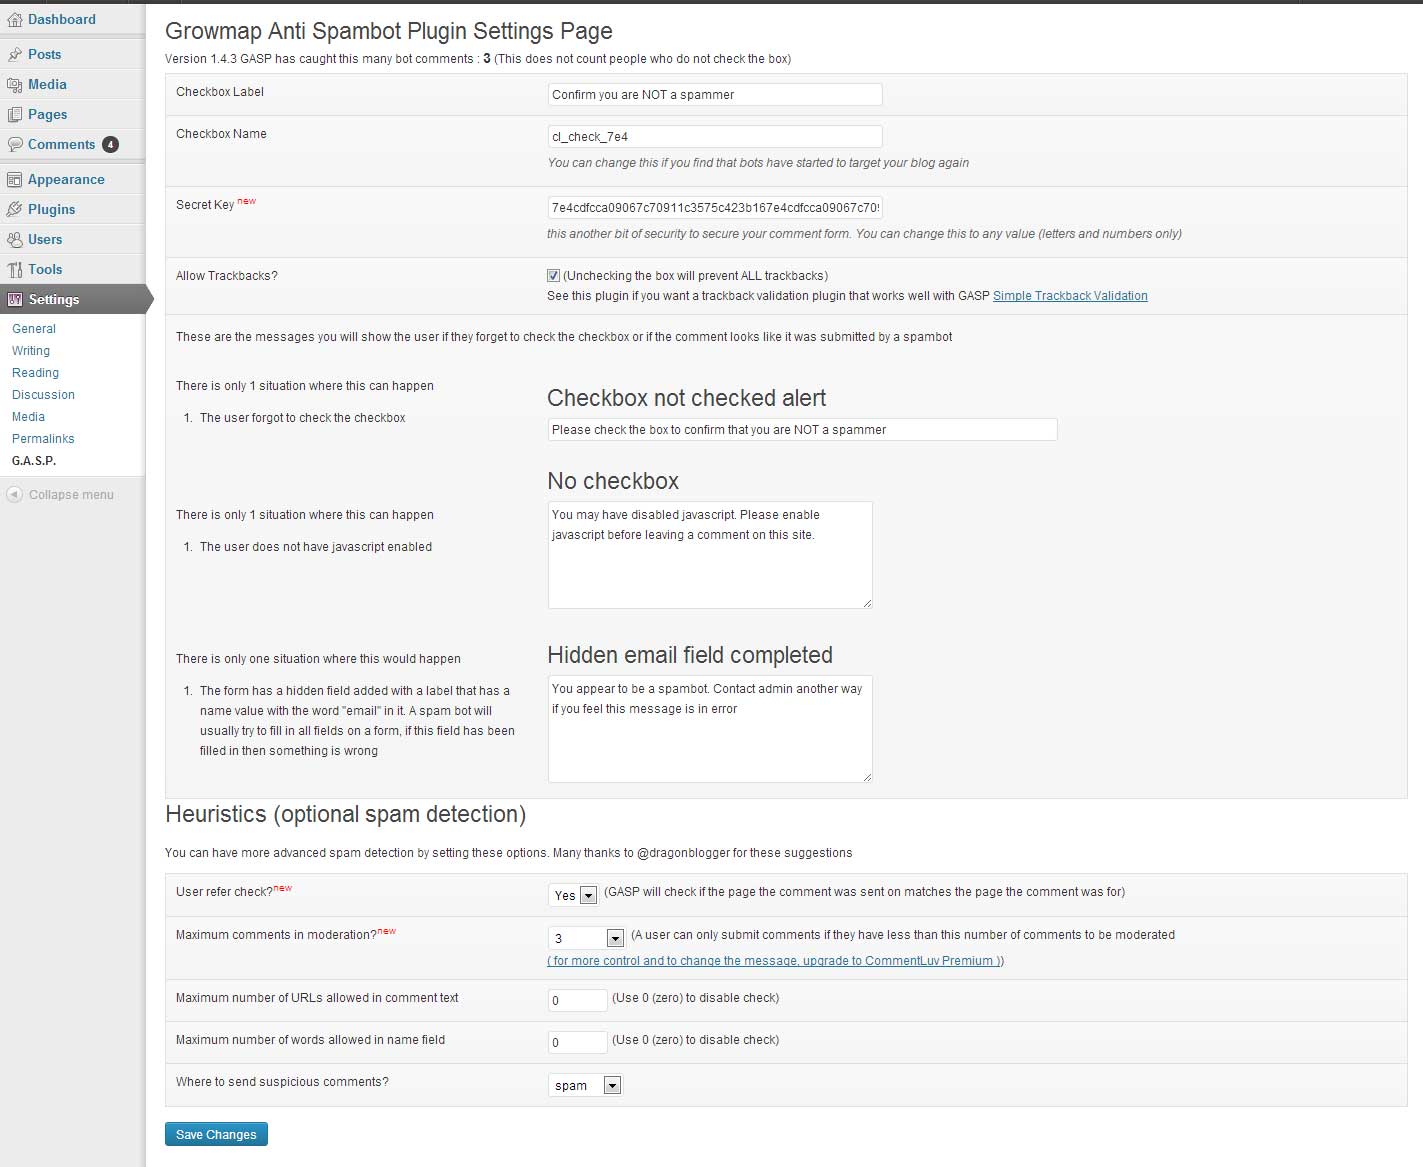 Dashboard
Posts
Media
Pages
Comments 4
Appearance
Plugins
Users
Tools
Settings
General
Writing
Reading
Discussion
Media
Permalinks
G.A.S.P.
Collapse menu
Growmap Anti Spambot Plugin Settings Page
Version 1.4.3 GASP has caught this many bot comments : 3 (This does not count people who do not check the box)
Checkbox Label
Confirm you are NOT a spammer
Checkbox Name
cl_check_7e4
You can change this if you find that bots have started to target your blog again
Secret Key new
7e4cdfcca09067c70911c3575c423b167e4cdfcca09067c70
this another bit of security to secure your comment form. You can change this to any value (letters and numbers only)
Allow Trackbacks?
(Unchecking the box will prevent ALL trackbacks)
See this plugin if you want a trackback validation plugin that works well with GASP Simple Trackback Validation
These are the messages you will show the user if they forget to check the checkbox or if the comment looks like it was submitted by a spambot
There is only 1 situation where this can happen
1. The user forgot to check the checkbox
Checkbox not checked alert
Please check the box to confirm that you are NOT a spammer
There is only 1 situation where this can happen
1. The user does not have javascript enabled
No checkbox
You may have disabled javascript. Please enable
javascript before leaving a comment on this site.
There is only one situation where this would happen
1. The form has a hidden field added with a label that has a
name value with the word "email" in it. A spam bot will
usually try to fill in all fields on a form, if this field has been
filled in then something is wrong
Hidden email field completed
You appear to be a spambot. Contact admin another way
if you feel this message is in error
Heuristics (optional spam detection)
You can have more advanced spam detection by setting these options. Many thanks to @dragonblogger for these suggestions
User refer check?new
Yes (GASP will check if the page the comment was sent on matches the page the comment was for)
Maximum comments in moderation?new
3 (A user can only submit comments if they have less than this number of comments to be moderated
( for more control and to change the message, upgrade to CommentLuv Premium ))
Maximum number of URLs allowed in comment text
0 (Use 0 (zero) to disable check)
Maximum number of words allowed in name field
0 (Use 0 (zero) to disable check)
Where to send suspicious comments?
spam
Save Changes